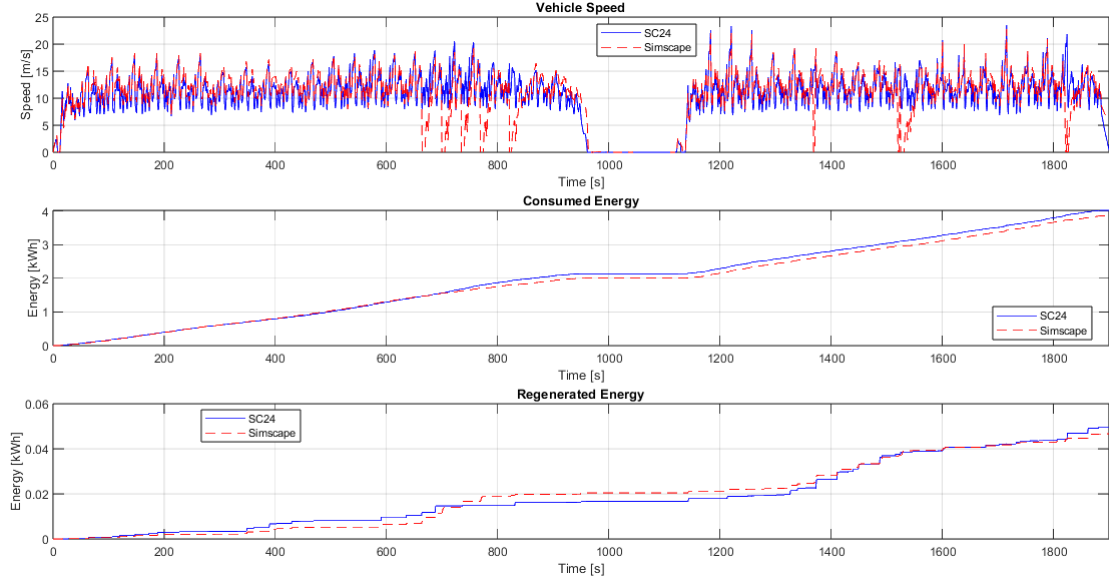 Vehicle Speed
25
20
15
10
5
0
Speed [m/s]
SC24
Simscape
0 200 400 600 800 1000 1200 1400 1600 1800
Time [s]
Consumed Energy
4
3
2
1
0
Energy [kWh]
SC24
Simscape
0 200 400 600 800 1000 1200 1400 1600 1800
Time [s]
Regenerated Energy
0.06
0.04
0.02
0
Energy [kWh]
SC24
Simscape
0 200 400 600 800 1000 1200 1400 1600 1800
Time [s]